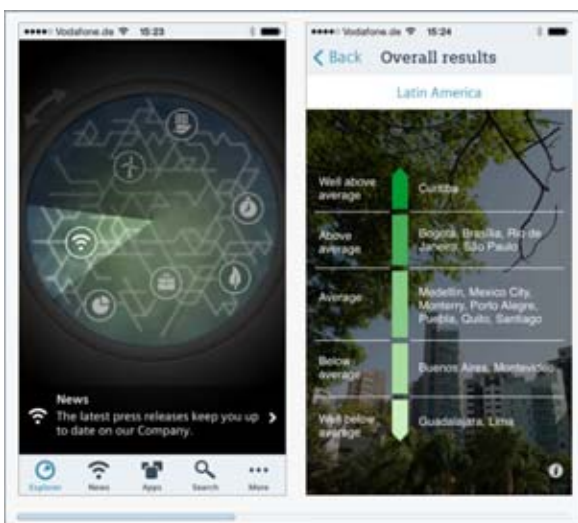 Vodafone.de 15:23
News
The latest press releases keep you up
to date on our Company.
Explorer News Apps Search More
Vodafone.de 15:24
Back Overall results
Latin America
Well above
average
Curitiba
Above
average
Bogotá, Brasília, Rio de
Janeiro, São Paulo
Average
Medellín, Mexico City,
Monterry, Porto Alegre,
Puebla, Quito, Santiago
Below
average
Buenos Aires, Montevideo
Well below
average
Guadalajara, Lima